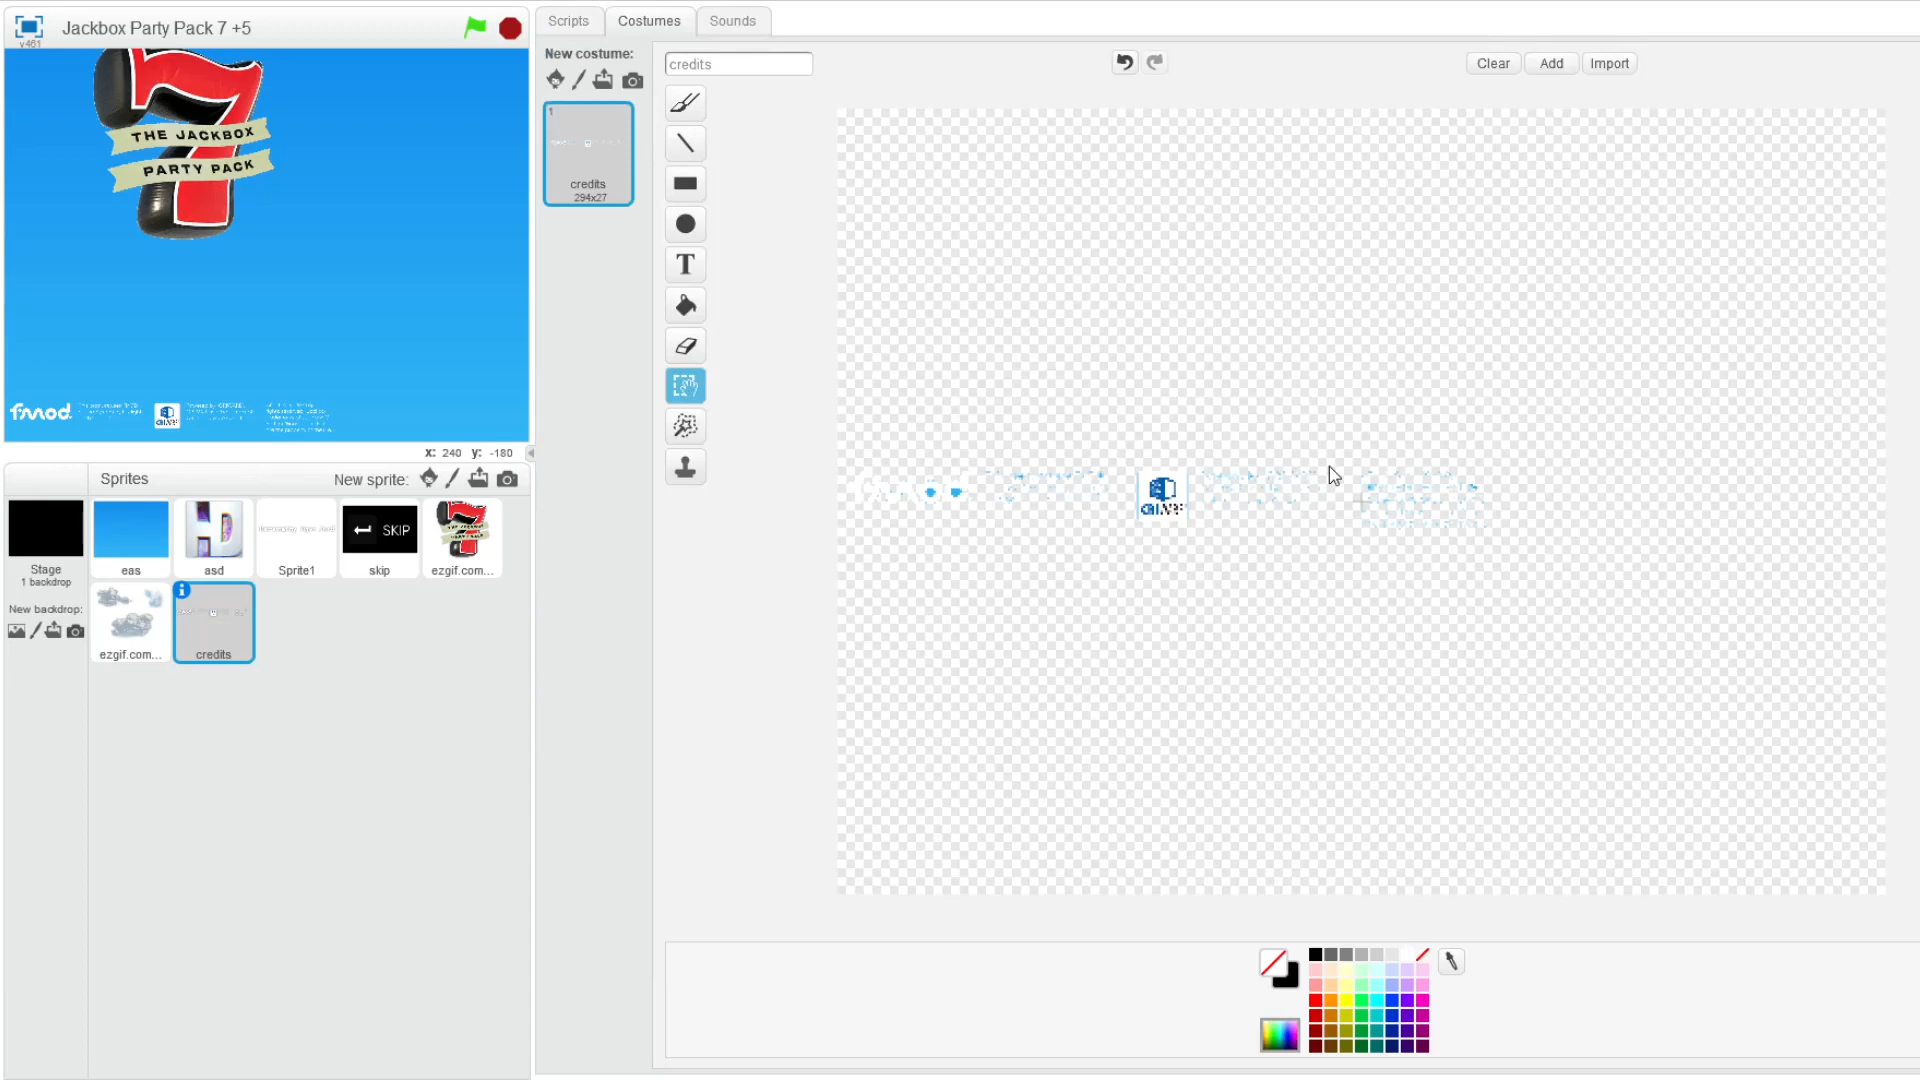 v461
Jackbox Party Pack 7 +5
THE JACKBOX
PARTY PACK
fmod.
x: 240 y: -180
Sprites
New sprite:
Stage
1 backdrop
New backdrop:
eas
asd
Sprite1
SKIP
skip
ezgif.com...
ezgif.com...
credits
Scripts
Costumes
Sounds
New costume:
1
credits
294x27
credits
T
Clear
Add
Import